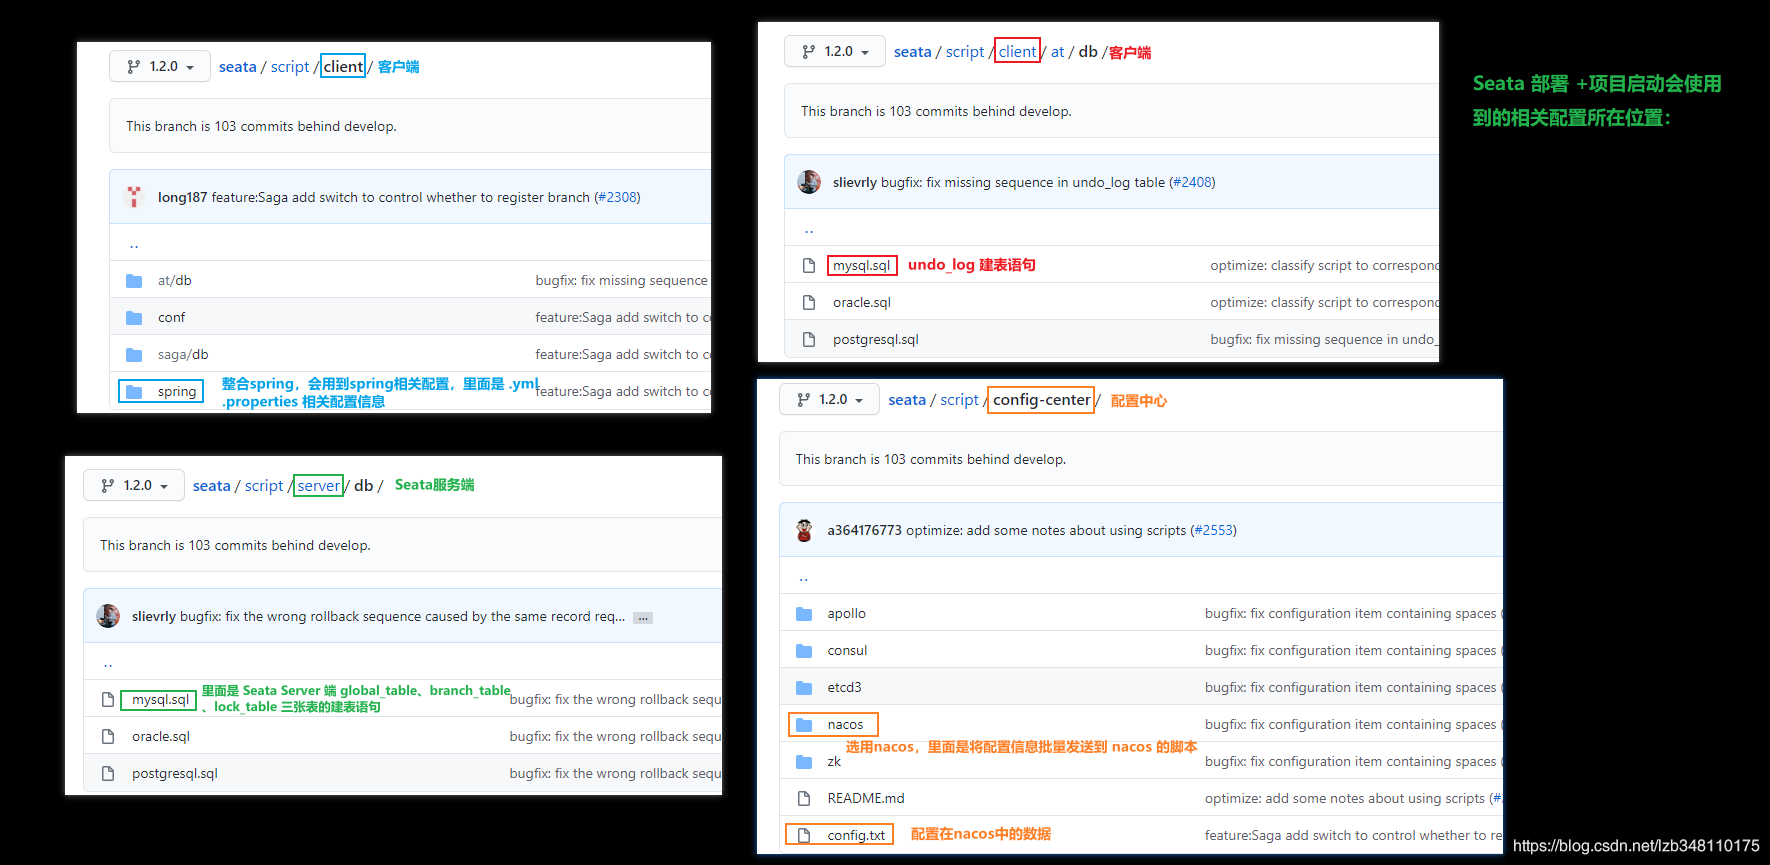 1.2.0 seata / script / client / 客户端
This branch is 103 commits behind develop.
long187 feature:Saga add switch to control whether to register branch (#2308)
..
at/db bugfix: fix missing sequence
conf feature:Saga add switch to co
saga/db feature:Saga add switch to co
spring 整合spring，会用到spring相关配置，里面是 .yml feature:Saga add switch to co
.properties 相关配置信息
1.2.0 seata / script / client / at / db / 客户端
This branch is 103 commits behind develop.
slievrly bugfix: fix missing sequence in undo_log table (#2408)
..
mysql.sql undo_log 建表语句 optimize: classify script to correspond
oracle.sql optimize: classify script to correspond
postgresql.sql bugfix: fix missing sequence in undo_
Seata 部署 +项目启动会使用
到的相关配置所在位置：
1.2.0 seata / script / server / db / Seata服务端
This branch is 103 commits behind develop.
slievrly bugfix: fix the wrong rollback sequence caused by the same record req... ...
..
mysql.sql 里面是 Seata Server 端 global_table、branch_table bugfix: fix the wrong rollback sequ
、lock_table 三张表的建表语句
oracle.sql bugfix: fix the wrong rollback sequ
postgresql.sql bugfix: fix the wrong rollback sequ
1.2.0 seata / script / config-center / 配置中心
This branch is 103 commits behind develop.
a364176773 optimize: add some notes about using scripts (#2553)
..
apollo bugfix: fix configuration item containing spaces (
consul bugfix: fix configuration item containing spaces (
etcd3 bugfix: fix configuration item containing spaces (
nacos bugfix: fix configuration item containing spaces (
选用nacos，里面是将配置信息批量发送到 nacos 的脚本
zk bugfix: fix configuration item containing spaces (
README.md optimize: add some notes about using scripts (#
config.txt 配置在nacos中的数据 feature:Saga add switch to control whether to re
https://blog.csdn.net/lzb348110175